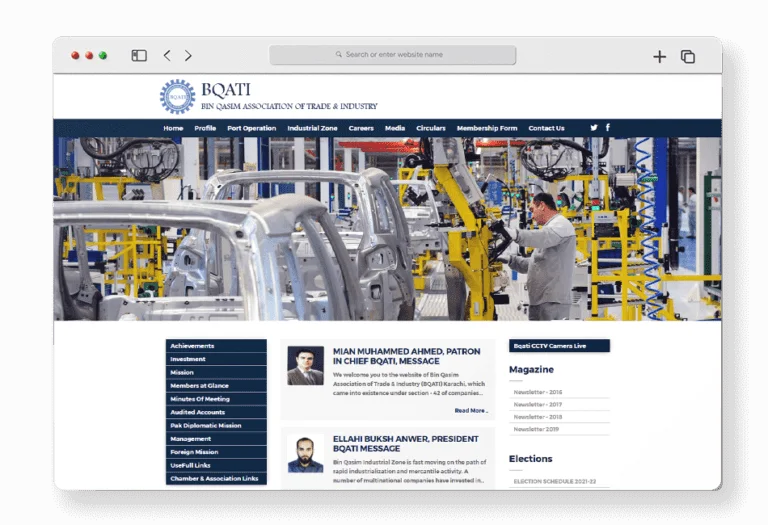 Search or enter website name
BQATI
BQATI
BIN QASIM ASSOCIATION OF TRADE & INDUSTRY
Home Profile Port Operation Industrial Zone Careers Media Circulars Membership Form Contact Us
Achievements
Investment
Mission
Members at Glance
Minutes Of Meeting
Audited Accounts
Pak Diplomatic Mission
Management
Foreign Mission
UseFull Links
Chamber & Association Links
MIAN MUHAMMED AHMED, PATRON
IN CHIEF BQATI, MESSAGE
We welcome you to the website of Bin Qasim
Association of Trade & Industry (BQATI) Karachi, which
came into existence under section - 42 of companies...
Read More..
ELLAHI BUKSH ANWER, PRESIDENT
BQATI MESSAGE
Bin Qasim Industrial Zone is fast moving on the path of
rapid industrialization and mercantile activity. A
number of multinational companies have invested in..
Bqati CCTV Camera Live
Magazine
Newsletter - 2016
Newsletter - 2017
Newsletter - 2018
Newsletter 2019
Elections
ELECTION SCHEDULE 2021-22